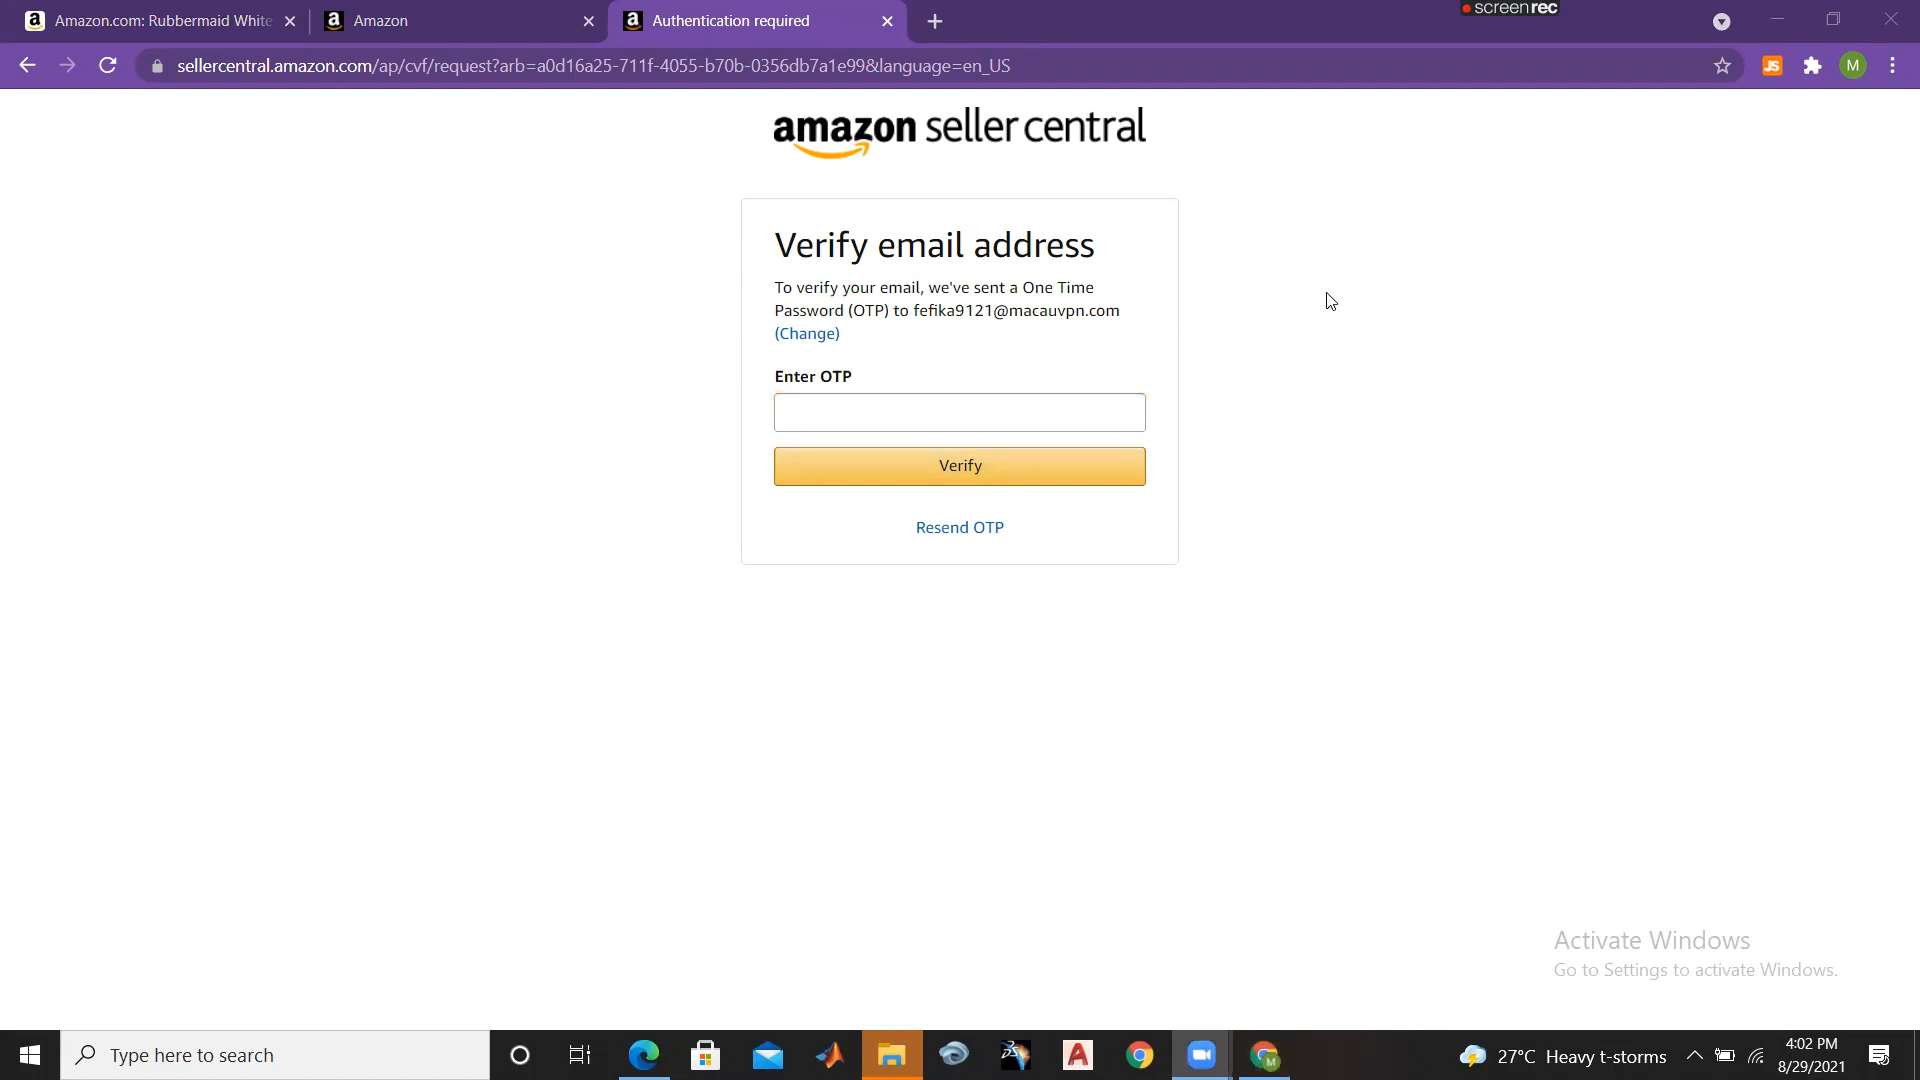 screenrec
Amazon.com: Rubbermaid White
Amazon
Authentication required
sellercentral.amazon.com/ap/cvf/request?arb=a0d16a25-711f-4055-b70b-0356db7a1e99&language=en_US
JS
M
amazon seller central
Verify email address
To verify your email, we've sent a One Time
Password (OTP) to fefika9121@macauvpn.com
(Change)
Enter OTP
Verify
Resend OTP
Activate Windows
Go to Settings to activate Windows.
Type here to search
27°C Heavy t-storms
4:02 PM
8/29/2021